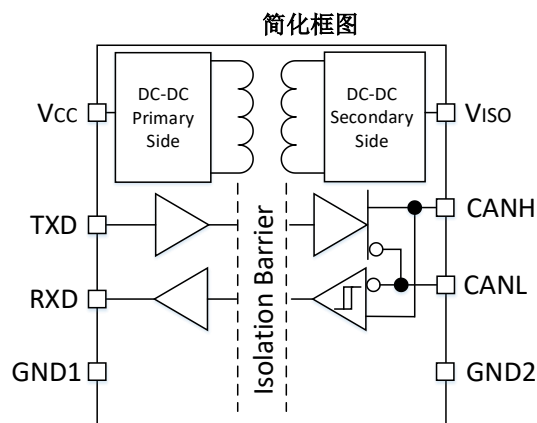 简化框图
DC-DC
Primary
Side
DC-DC
Secondary
Side
VCC
VISO
TXD
CANH
RXD
CANL
Isolation Barrier
GND1
GND2